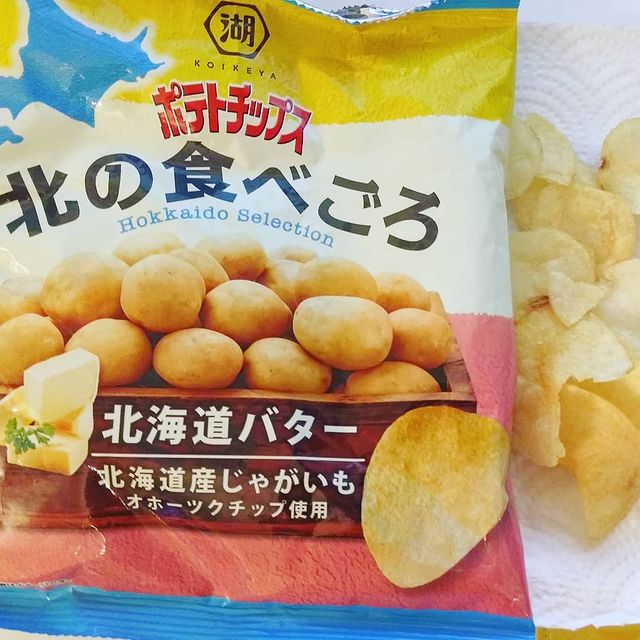 湖
KOIKEYA
ポテトチップス
北の食べごろ
Hokkaido Selection
北海道バター
北海道産じゃがいも
オホーツクチップ使用